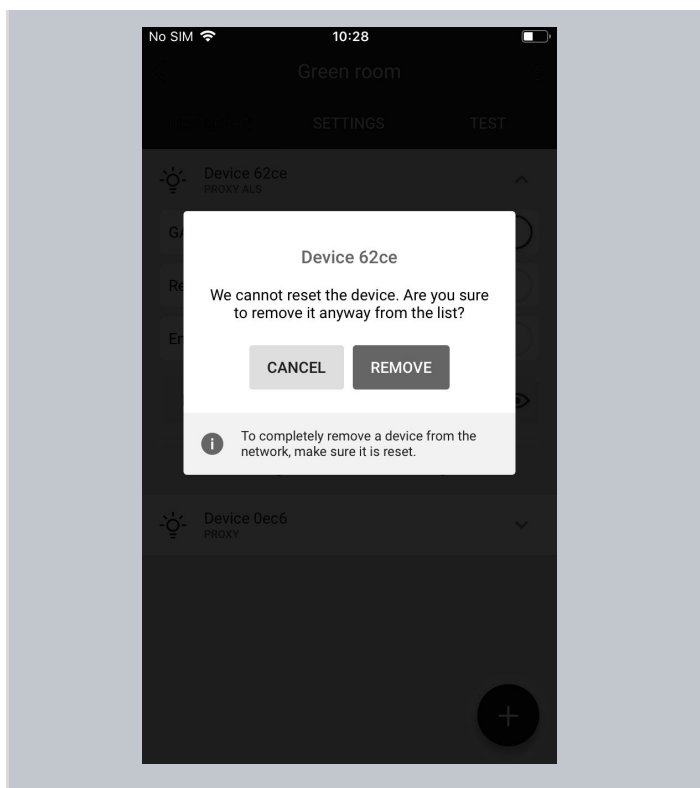 No SIM 10:28
Green room
SETTINGS TEST
Device 62ce
PROXY ALS
Device 62ce
We cannot reset the device. Are you sure
to remove it anyway from the list?
CANCEL REMOVE
i
To completely remove a device from the
network, make sure it is reset.
Device 0ec6
PROXY
+